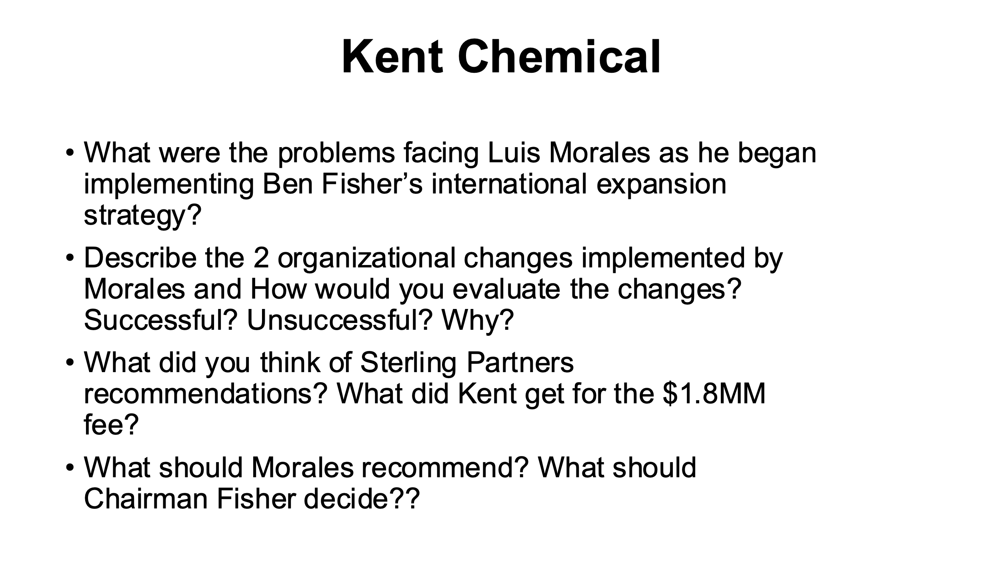 Kent Chemical
• What were the problems facing Luis Morales as he began
implementing Ben Fisher’s international expansion
strategy?
• Describe the 2 organizational changes implemented by
Morales and How would you evaluate the changes?
Successful? Unsuccessful? Why?
• What did you think of Sterling Partners
recommendations? What did Kent get for the $1.8MM
fee?
• What should Morales recommend? What should
Chairman Fisher decide??